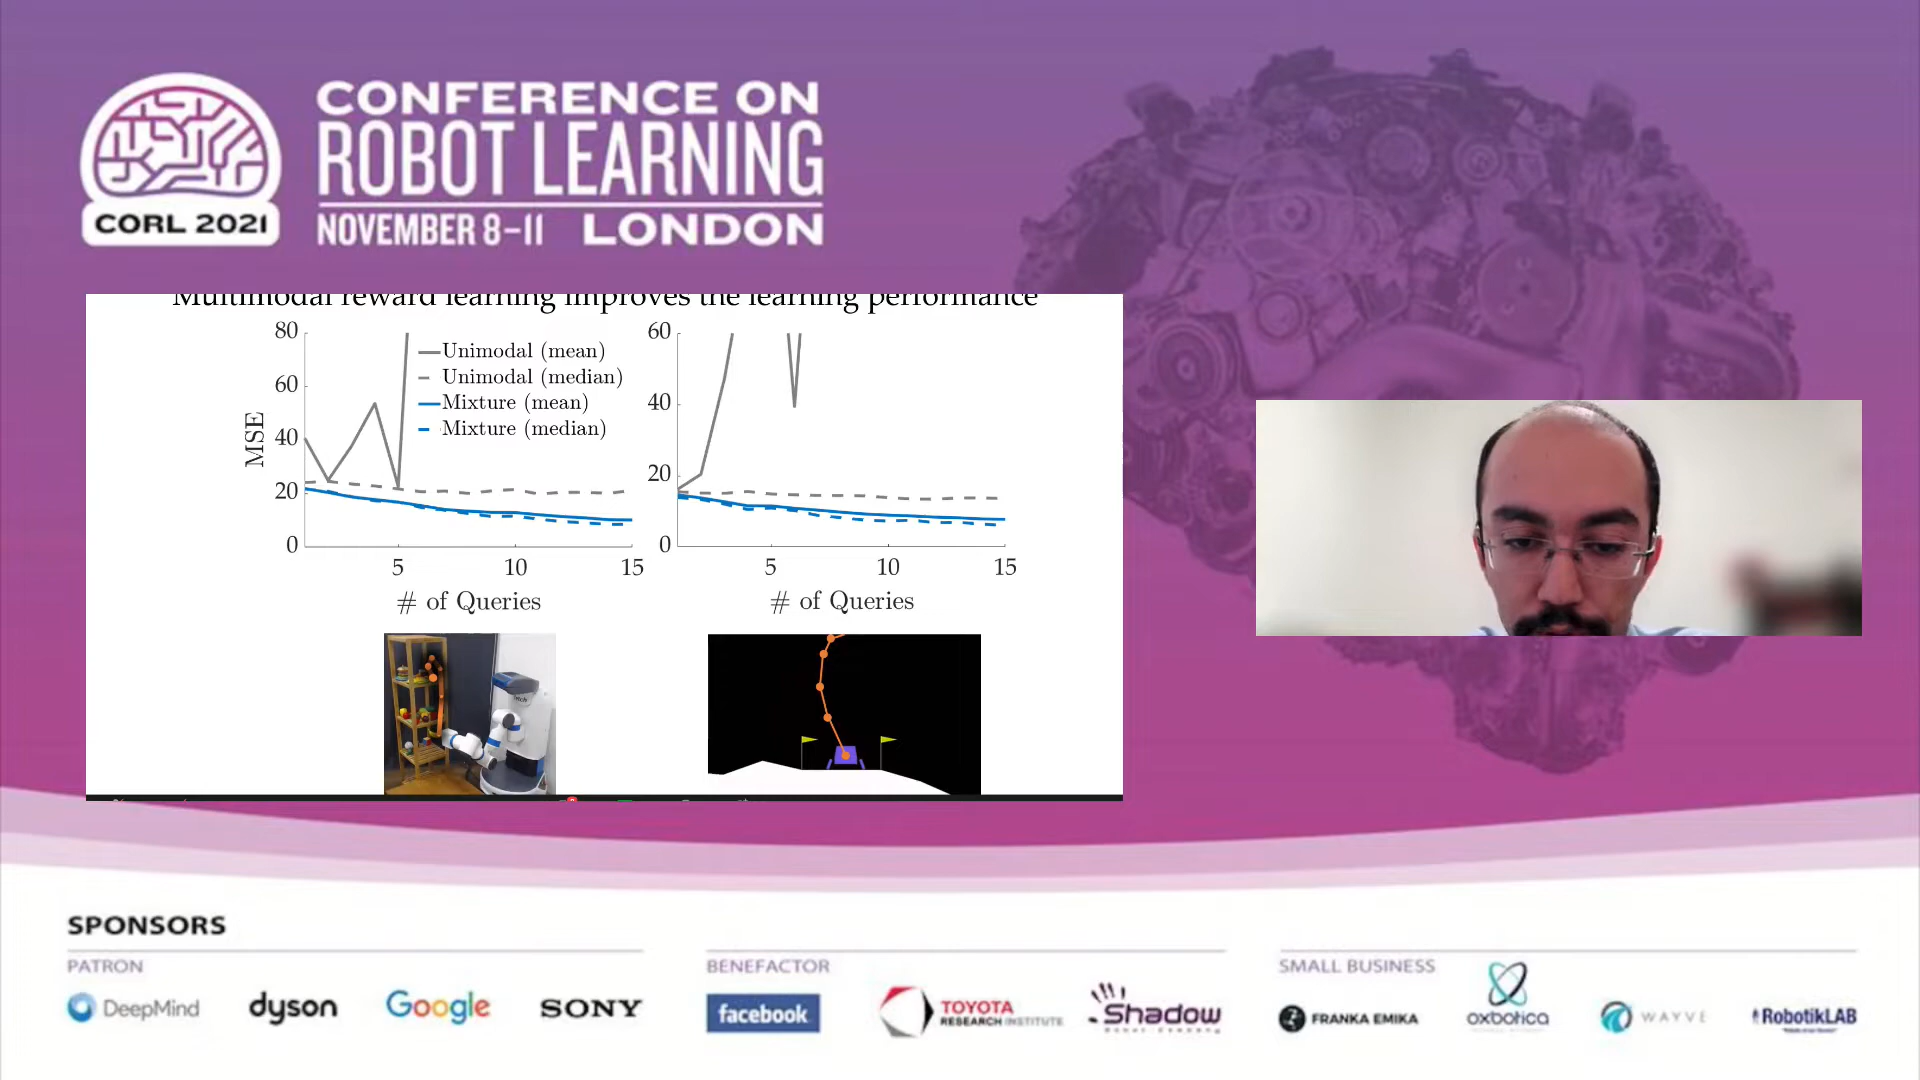 CONFERENCE ON
ROBOT LEARNING
NOVEMBER 8-11 LONDON
CORL 2021
Multimodal reward learning improves the learning performance
80
60
40
20
0
MSE
Unimodal (mean)
Unimodal (median)
Mixture (mean)
Mixture (median)
5 10 15
# of Queries
60
40
20
0
5 10 15
# of Queries
fetch
SPONSORS
PATRON
DeepMind dyson Google SONY
BENEFACTOR
facebook
TOYOTA
RESEARCH INSTITUTE
Shadow
Robot Company
SMALL BUSINESS
FRANKA EMIKA
oxbotica
WAYVE
RobotikLAB